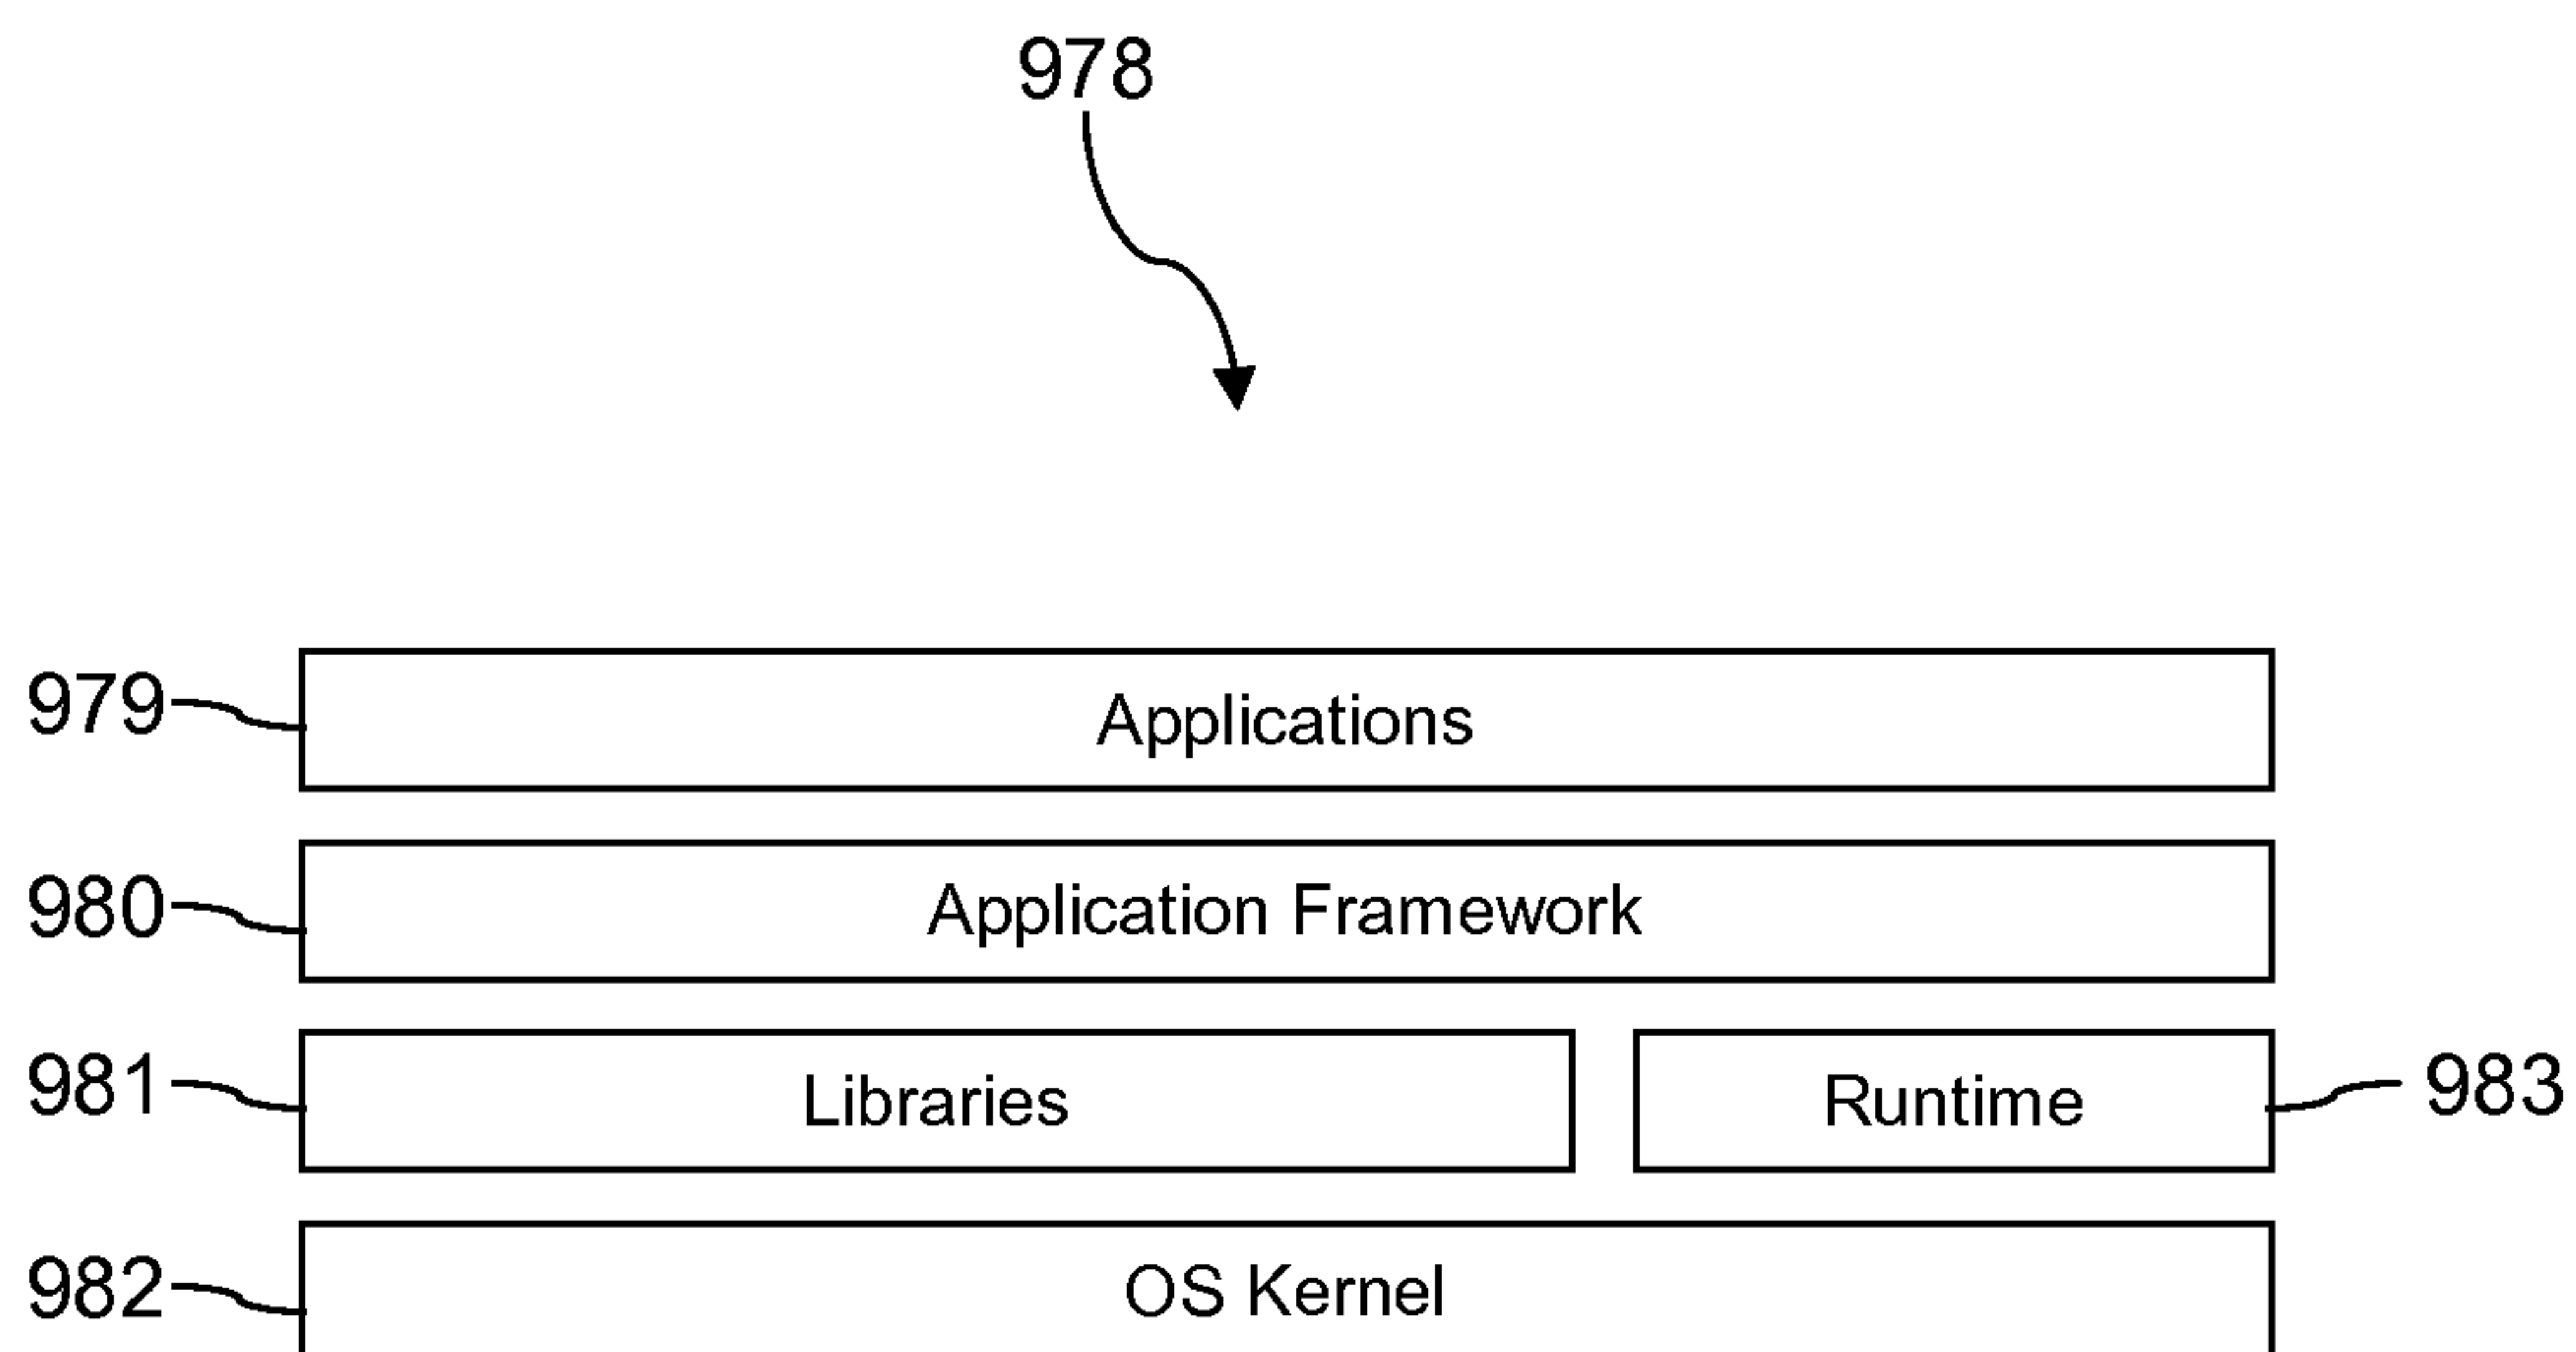 978
979 Applications
980 Application Framework
981 Libraries Runtime 983
982 OS Kernel